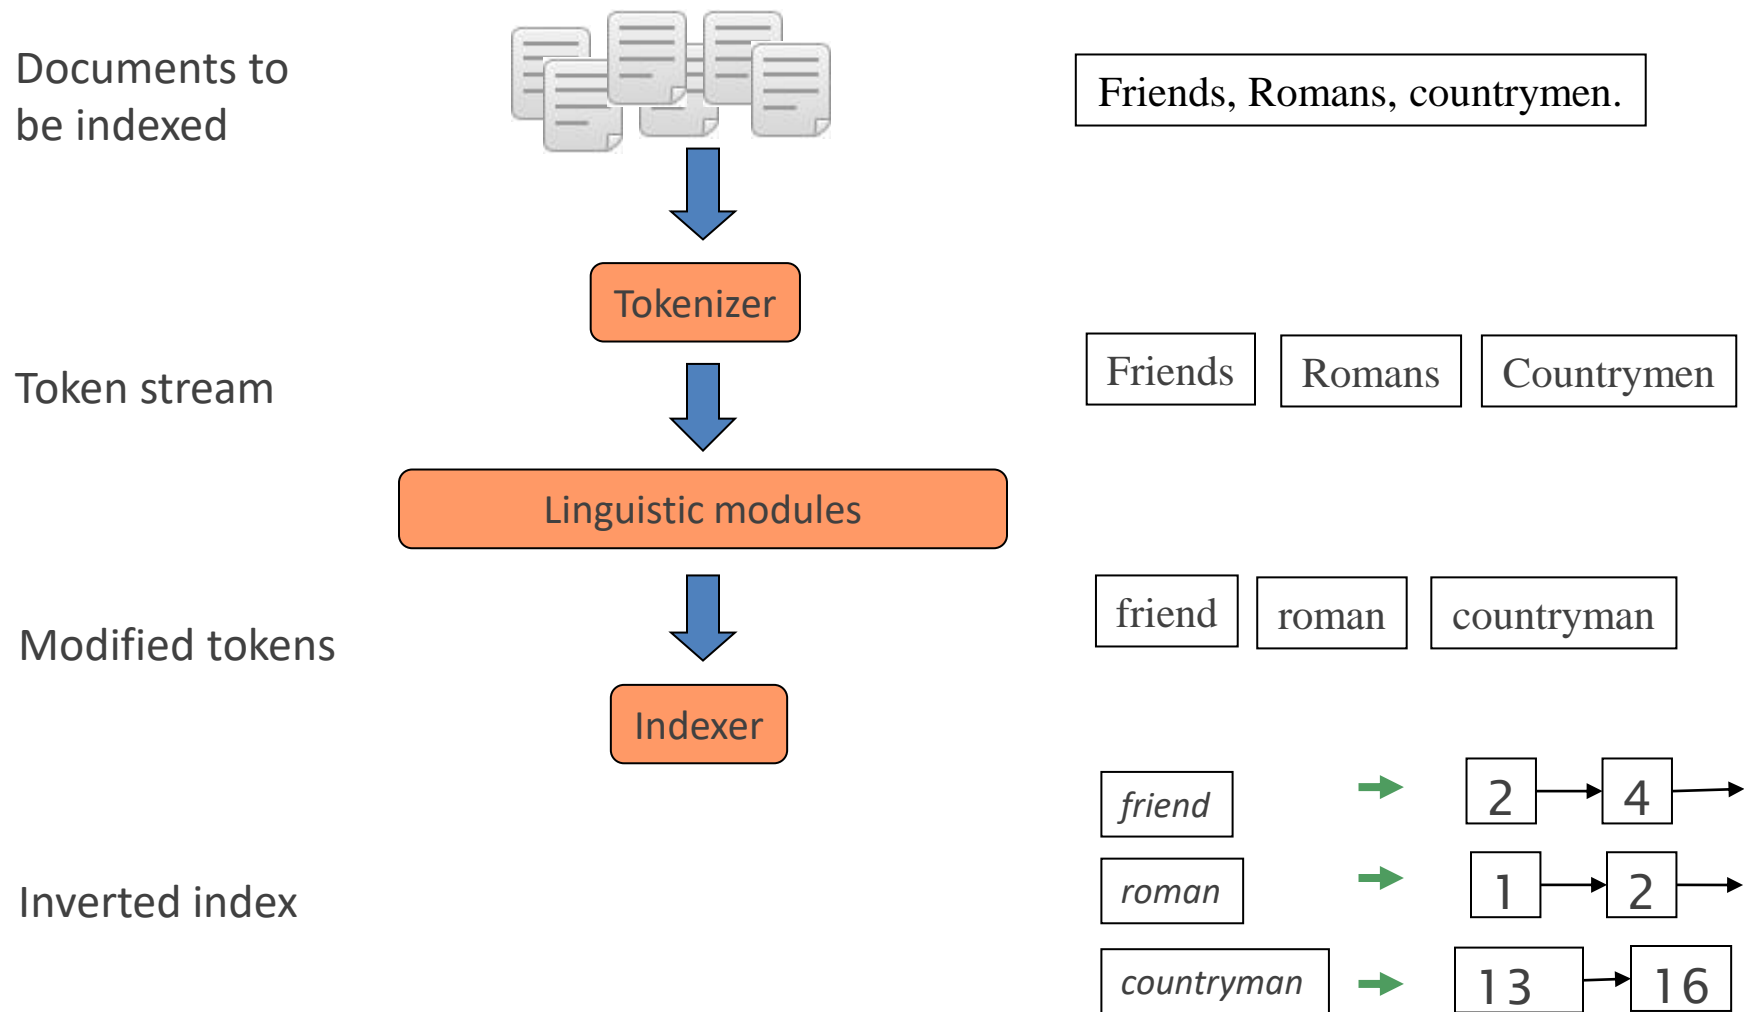 Documents to
be indexed
Friends, Romans, countrymen.
Tokenizer
Token stream
Friends
Romans
Countrymen
Linguistic modules
Modified tokens
friend
roman
countryman
Indexer
Inverted index
friend
2
4
roman
1
2
countryman
13
16